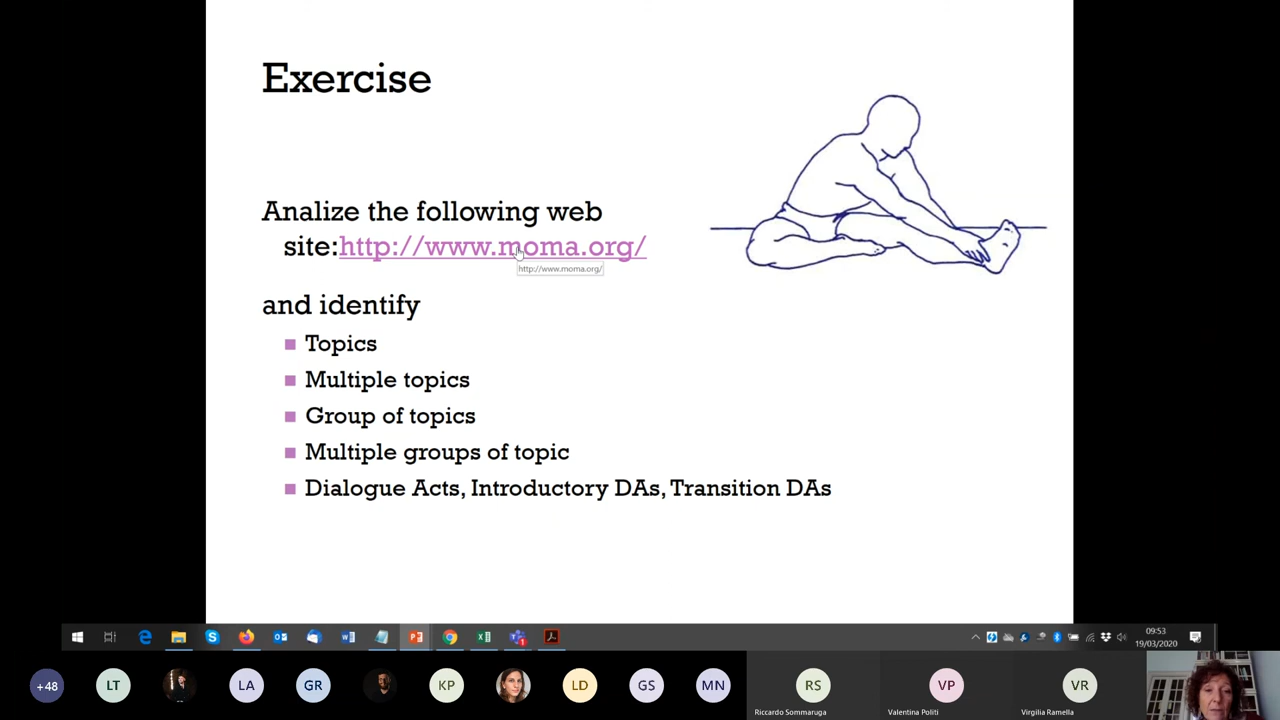 Exercise
Analize the following web
site:http://www.moma.org/
http://www.moma.org/
and identify
Topics
Multiple topics
Group of topics
Multiple groups of topic
Dialogue Acts, Introductory DAs, Transition DAs
09:53
19/03/2020
+48
LT
LA
GR
KP
LD
GS
MN
RS
VP
VR
Riccardo Sommaruga
Valentina Politi
Virgilia Ramella